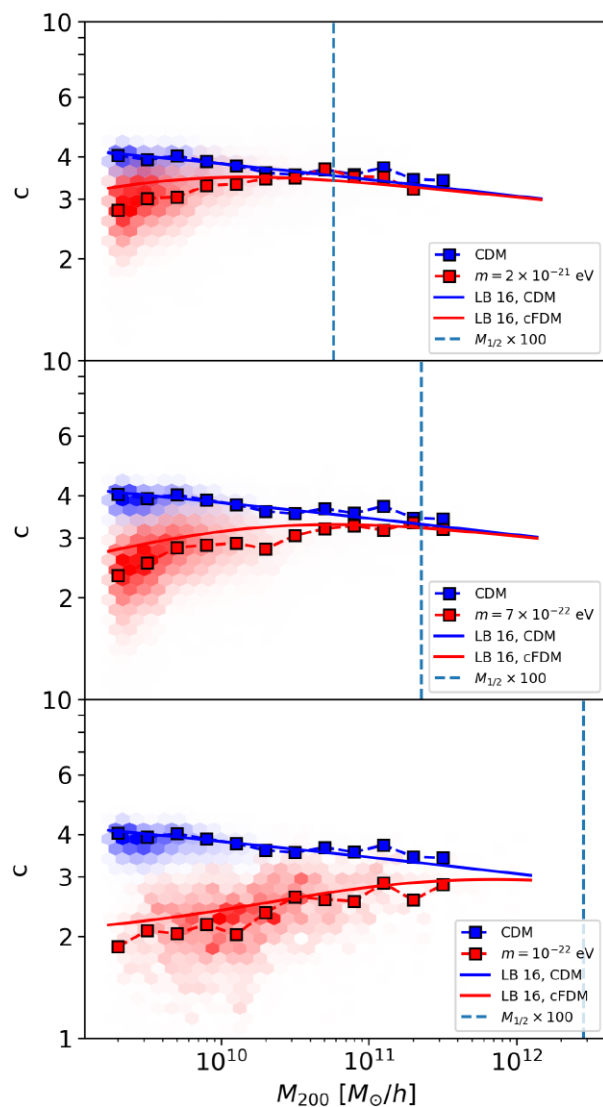 10
6
4
3
2
c
CDM
m = 2 × 10⁻²¹ eV
LB 16, CDM
LB 16, cFDM
M₁/₂ × 100
10
6
4
3
2
c
CDM
m = 7 × 10⁻²² eV
LB 16, CDM
LB 16, cFDM
M₁/₂ × 100
10
6
4
3
2
1
c
CDM
m = 10⁻²² eV
LB 16, CDM
LB 16, cFDM
M₁/₂ × 100
10¹⁰ 10¹¹ 10¹²
M₂₀₀ [M⊙/h]